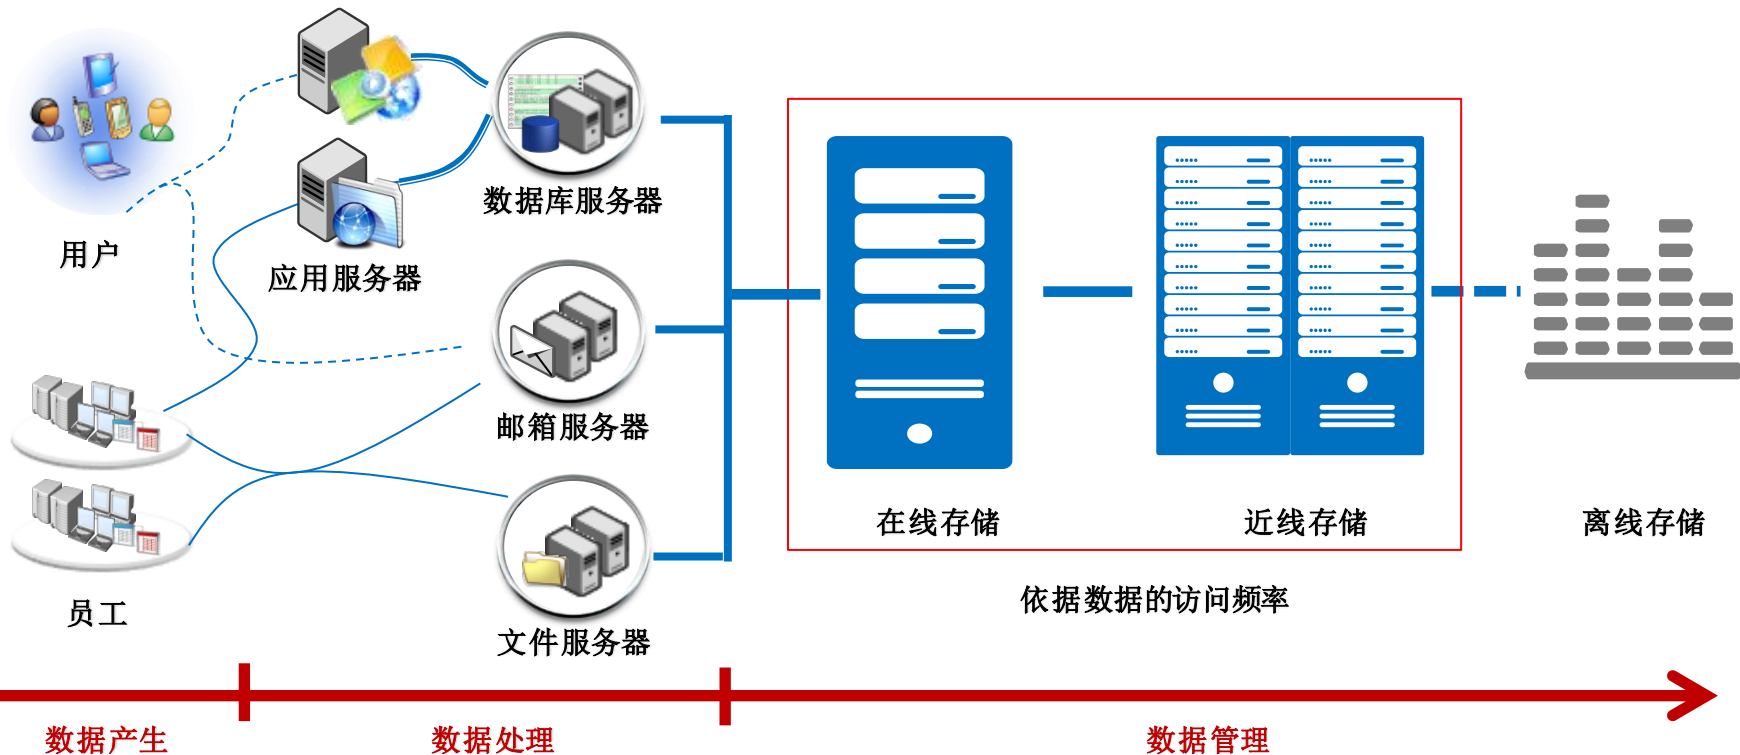 用户
应用服务器
数据库服务器
邮箱服务器
文件服务器
员工
在线存储
近线存储
离线存储
依据数据的访问频率
数据产生
数据处理
数据管理